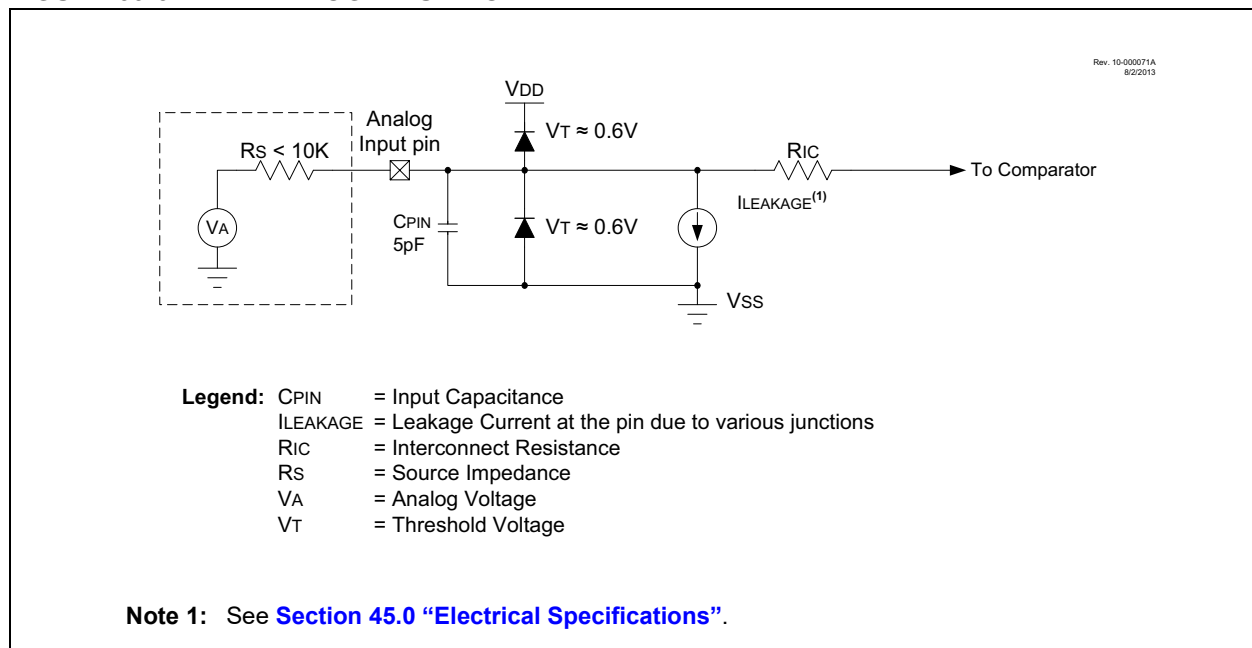 Rev. 10-000071A
8/2/2013
VDD
Analog
Input pin
VT ≈ 0.6V
RS < 10K
RIC
To Comparator
ILEAKAGE(1)
VA
CPIN
5pF
VT ≈ 0.6V
VSS
Legend: CPIN = Input Capacitance
ILEAKAGE = Leakage Current at the pin due to various junctions
RIC = Interconnect Resistance
RS = Source Impedance
VA = Analog Voltage
VT = Threshold Voltage
Note 1: See Section 45.0 “Electrical Specifications”.